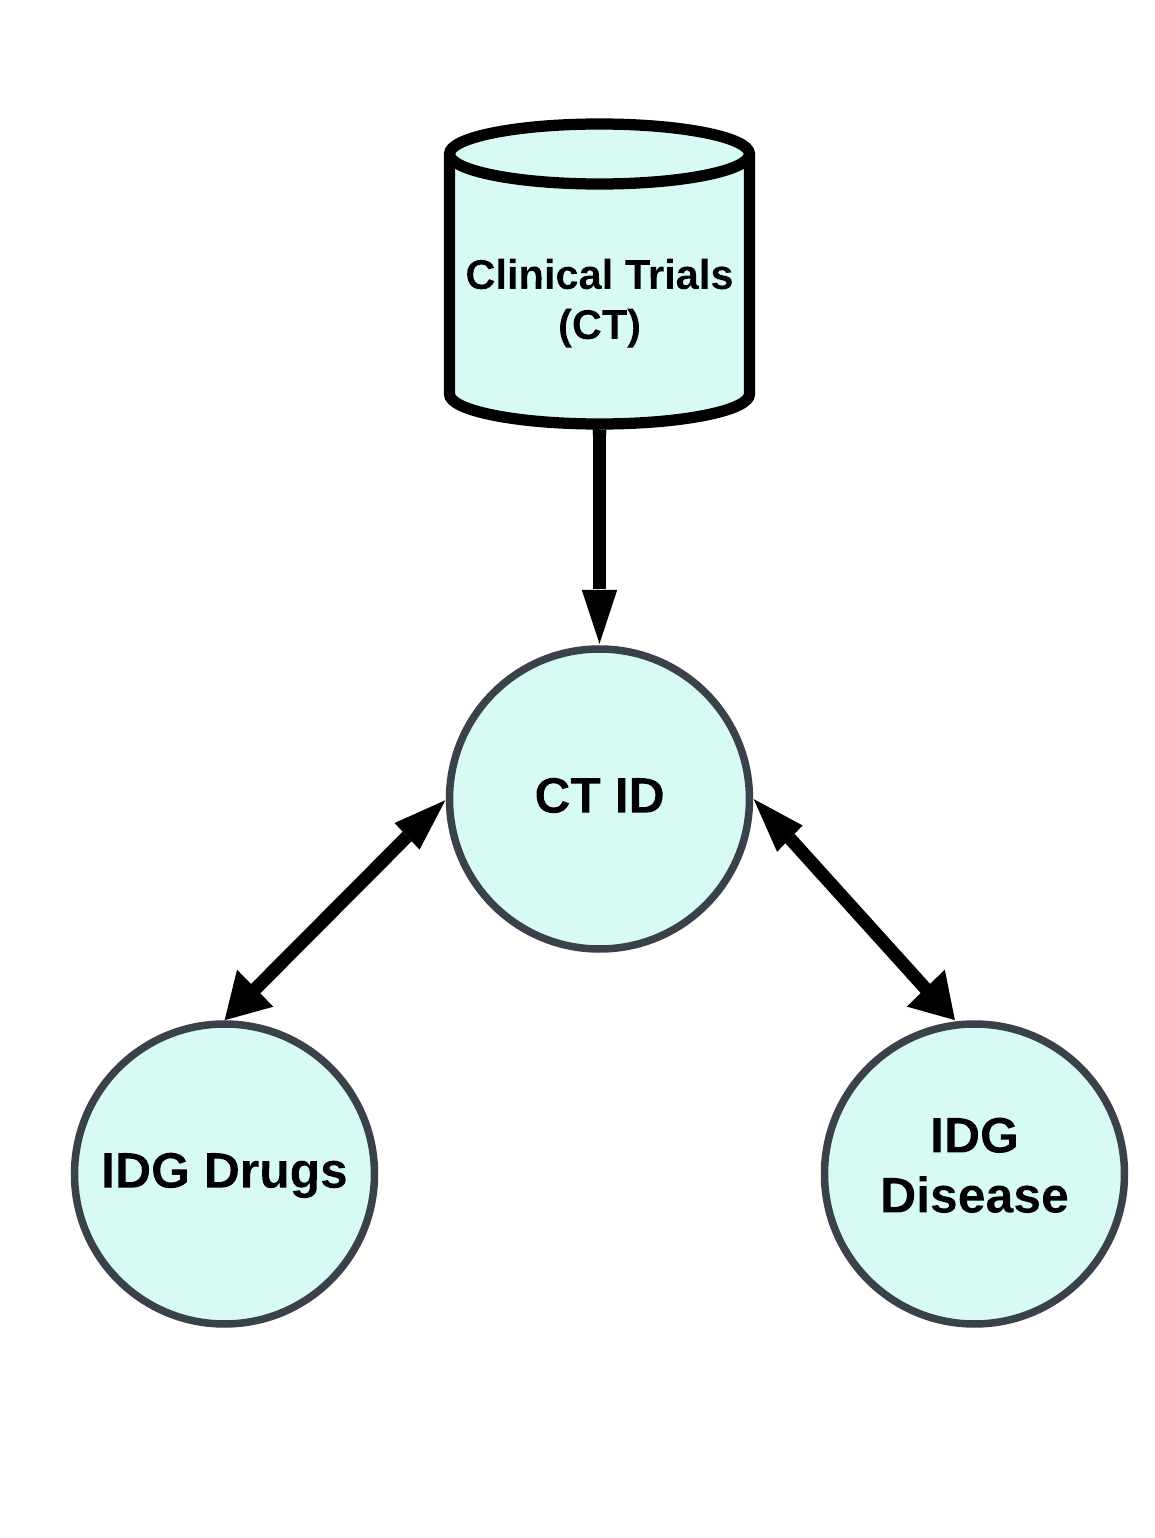 Clinical Trials
(CT)
CT ID
IDG Drugs
IDG
Disease